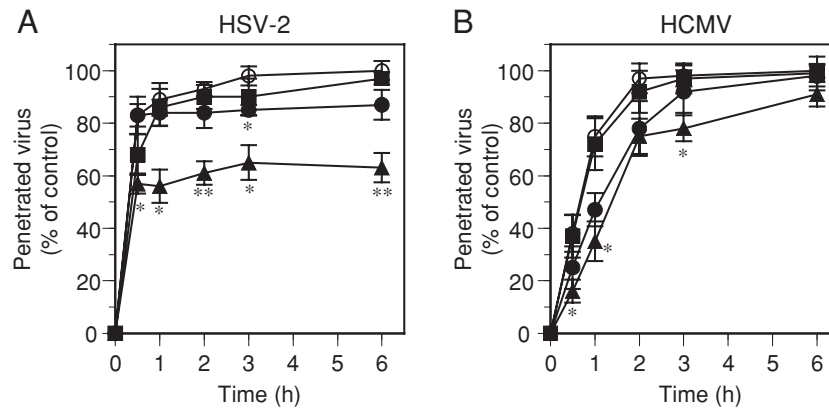 A HSV-2
Penetrated virus
(% of control)
100
80
60
40
20
0
*
*
*
**
*
**
0 1 2 3 4 5 6
Time (h)
B HCMV
Penetrated virus
(% of control)
100
80
60
40
20
0
*
*
*
0 1 2 3 4 5 6
Time (h)